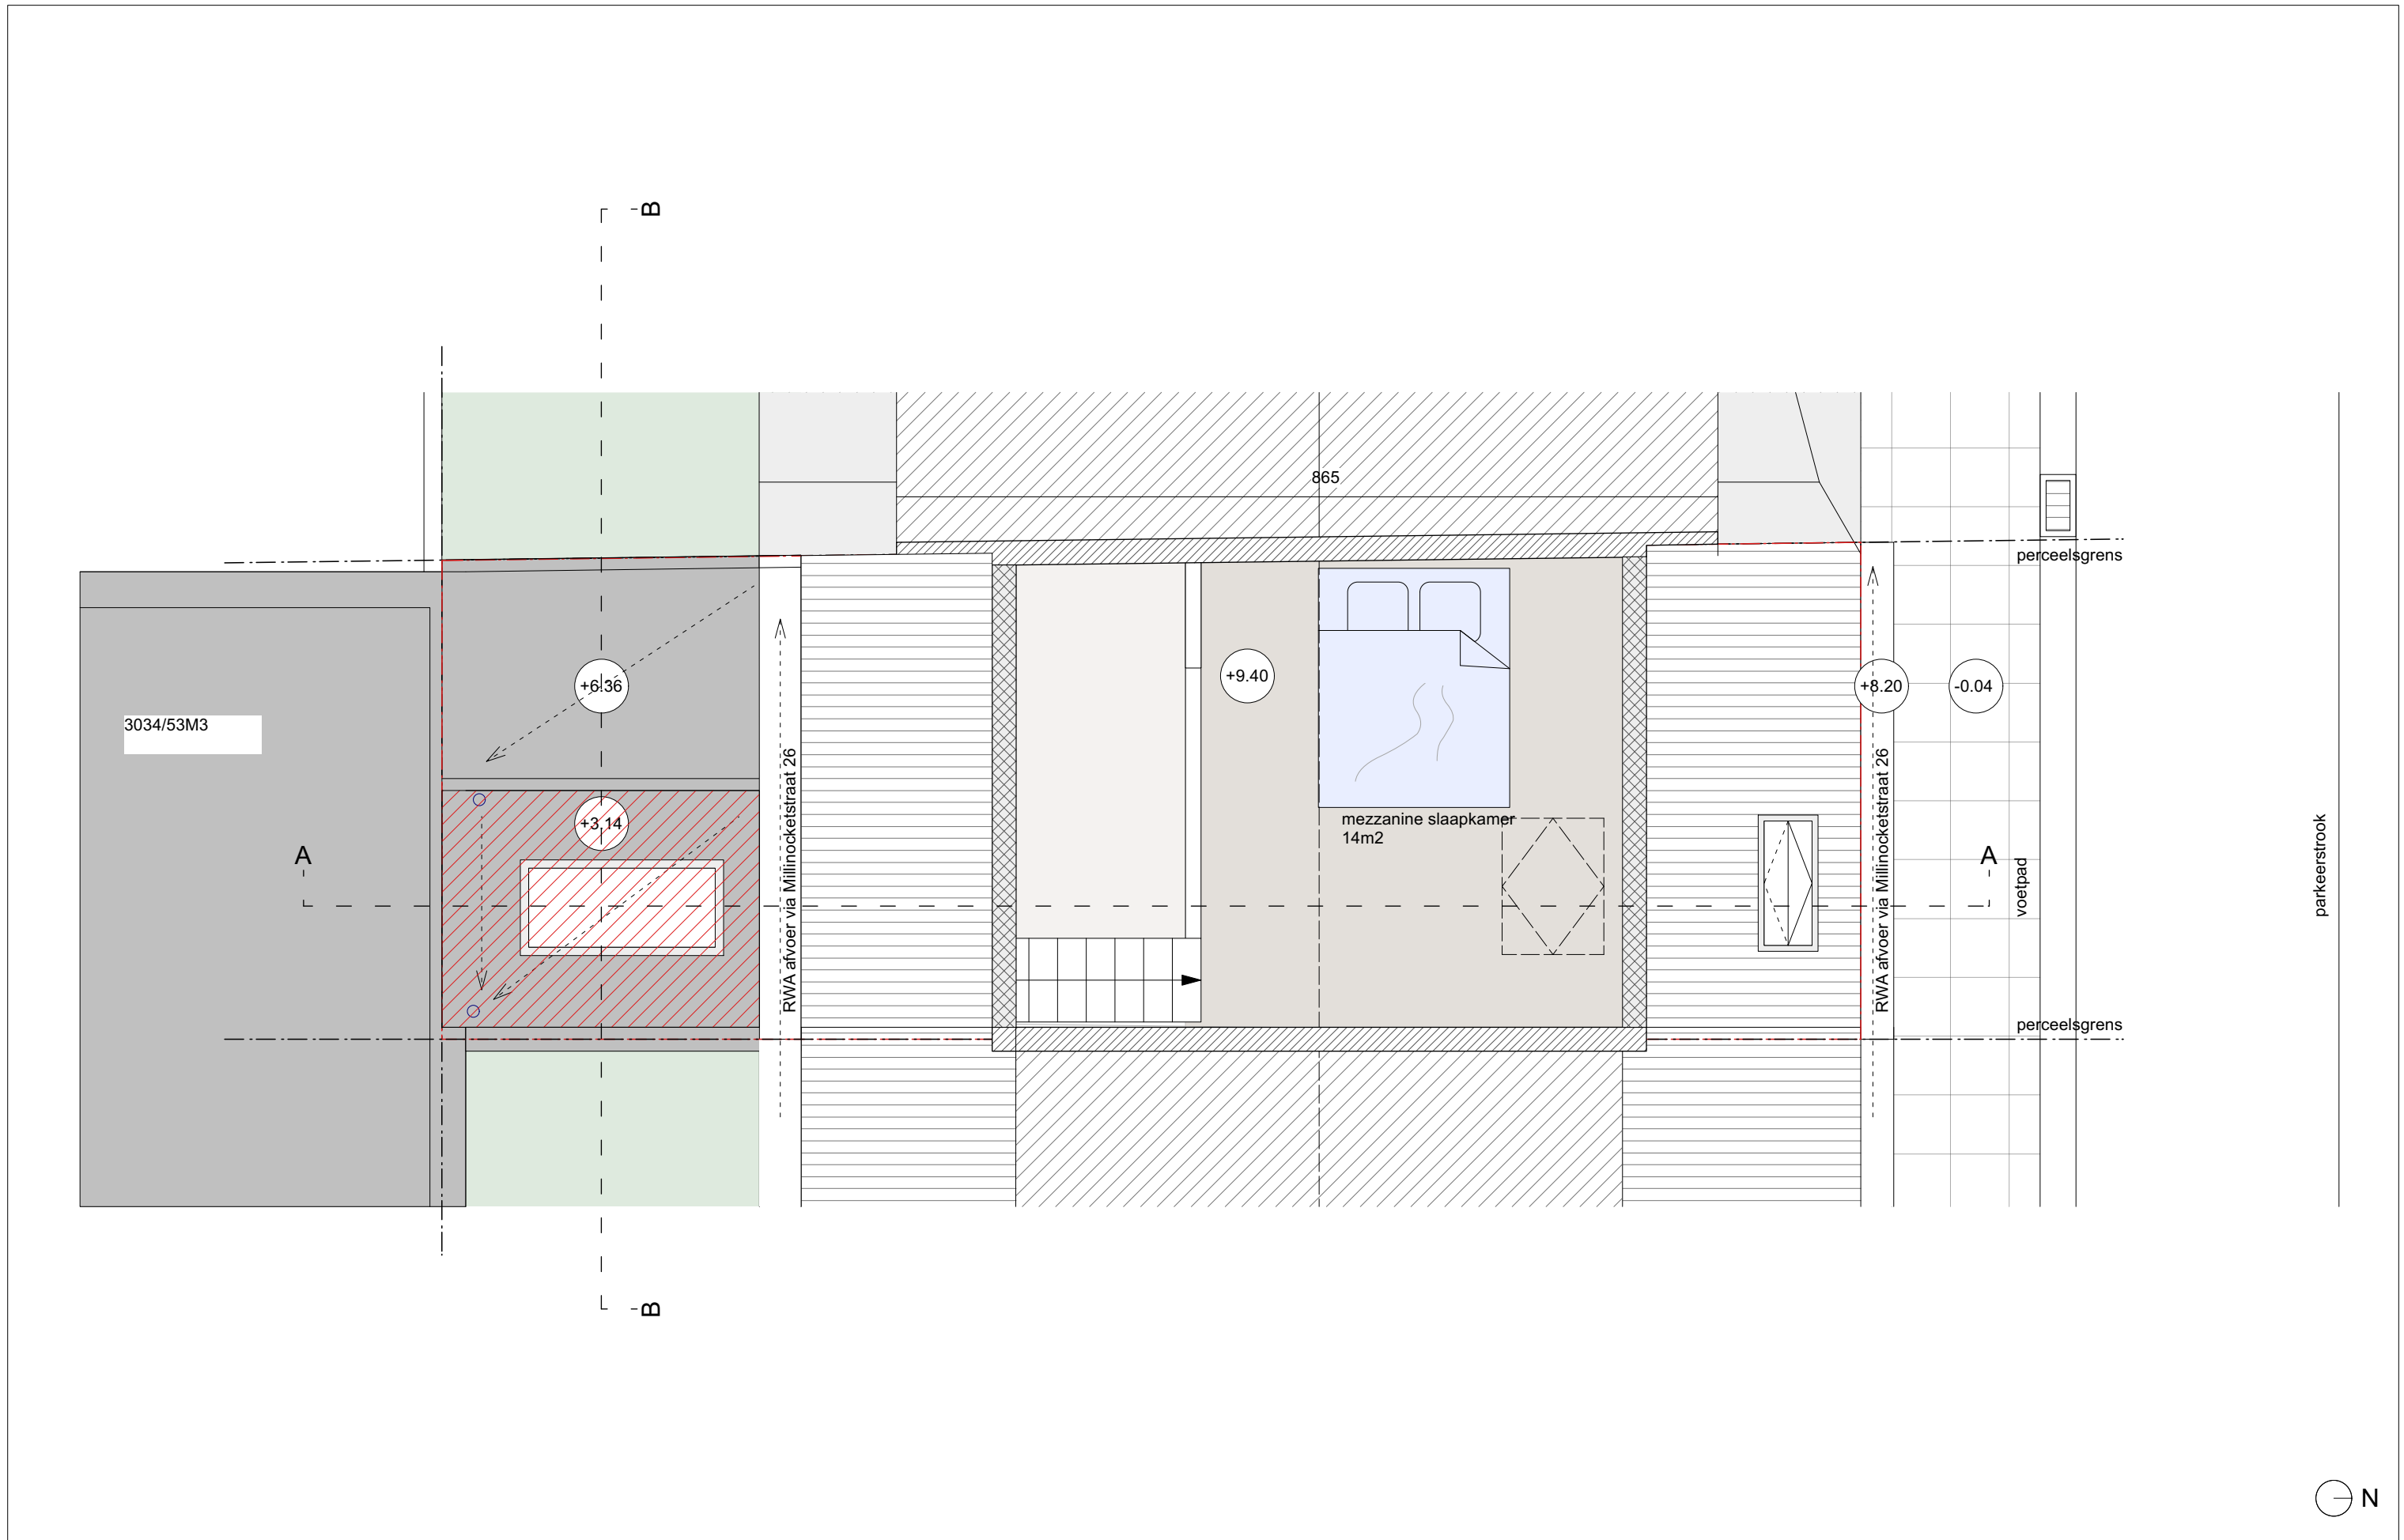 B
865
perceelsgrens
+6.36
+9.40
+8.20
-0.04
3034/53M3
RWA afvoer via Millinocketstraat 26
+3.14
mezzanine slaapkamer
14m2
RWA afvoer via Millinocketstraat 26
A
A
voetpad
parkeerstrook
perceelsgrens
B
N